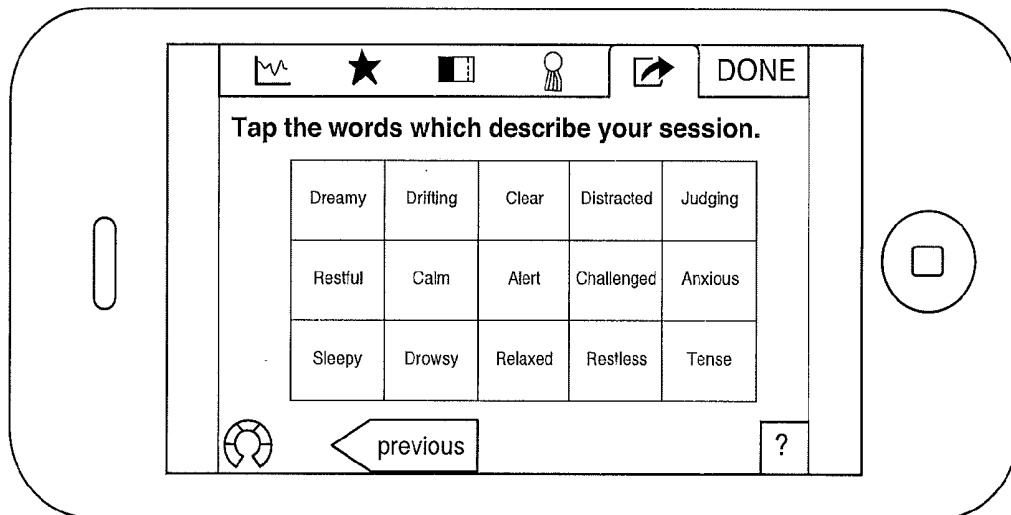 DONE
Tap the words which describe your session.
Dreamy Drifting Clear Distracted Judging
Restful Calm Alert Challenged Anxious
Sleepy Drowsy Relaxed Restless Tense
previous ?